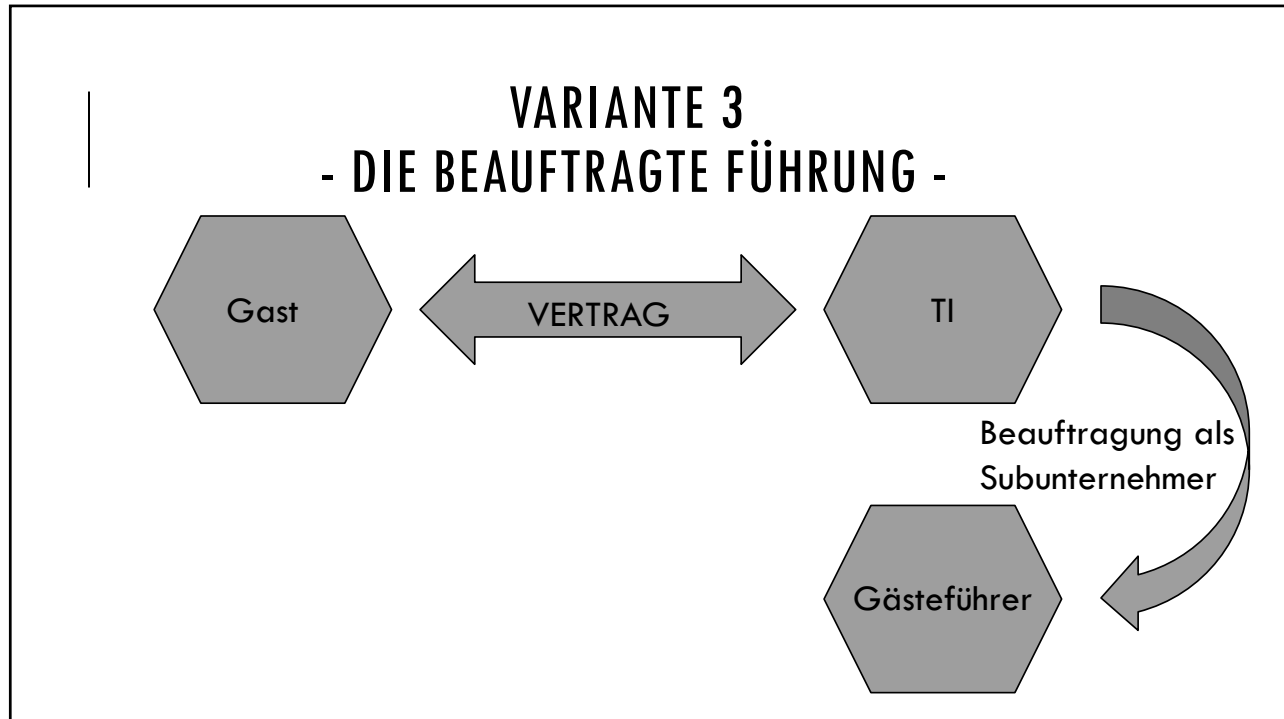 VARIANTE 3
- DIE BEAUFTRAGTE FÜHRUNG -
Gast
VERTRAG
TI
Beauftragung als
Subunternehmer
Gästeführer